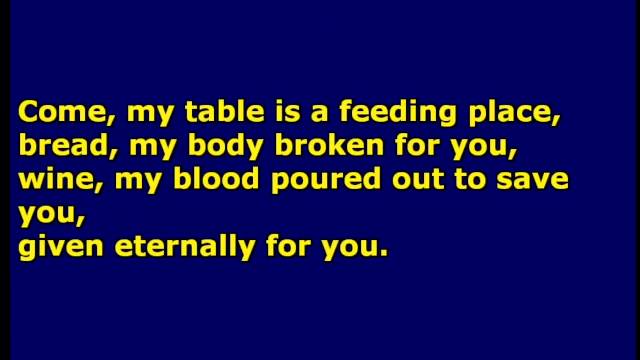 Come, my table is a feeding place,
bread, my body broken for you,
wine, my blood poured out to save
you,
given eternally for you.